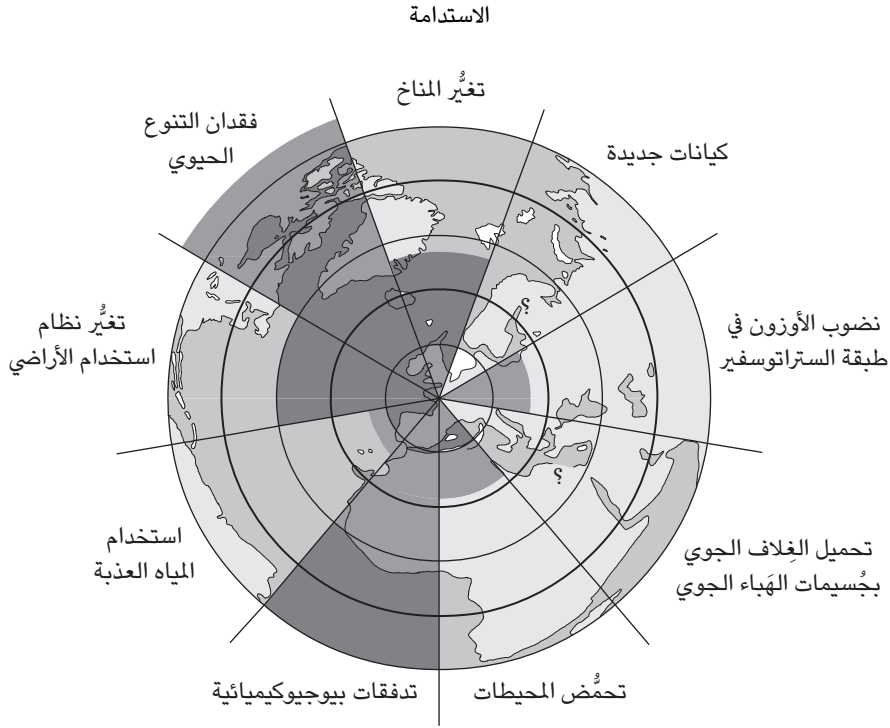 الاستدامة
تغيُّر المناخ
فقدان التنوع
الحيوي
كيانات جديدة
تغيُّر نظام
استخدام الأراضي
نضوب الأوزون في
طبقة الستراتوسفير
؟
؟
استخدام
المياه العذبة
تحميل الغِلاف الجوي
بجُسيمات الهَباء الجوي
تدفقات بيوجيوكيميائية
تحمُّض المحيطات